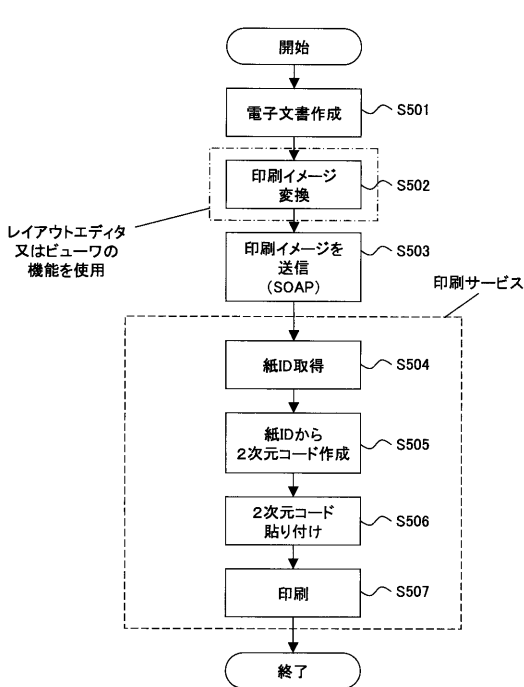 開始
電子文書作成
S501
印刷イメージ
変換
S502
レイアウトエディタ
又はビューワの
機能を使用
印刷イメージを
送信
(SOAP)
S503
印刷サービス
紙ID取得
S504
紙IDから
2次元コード作成
S505
2次元コード
貼り付け
S506
印刷
S507
終了